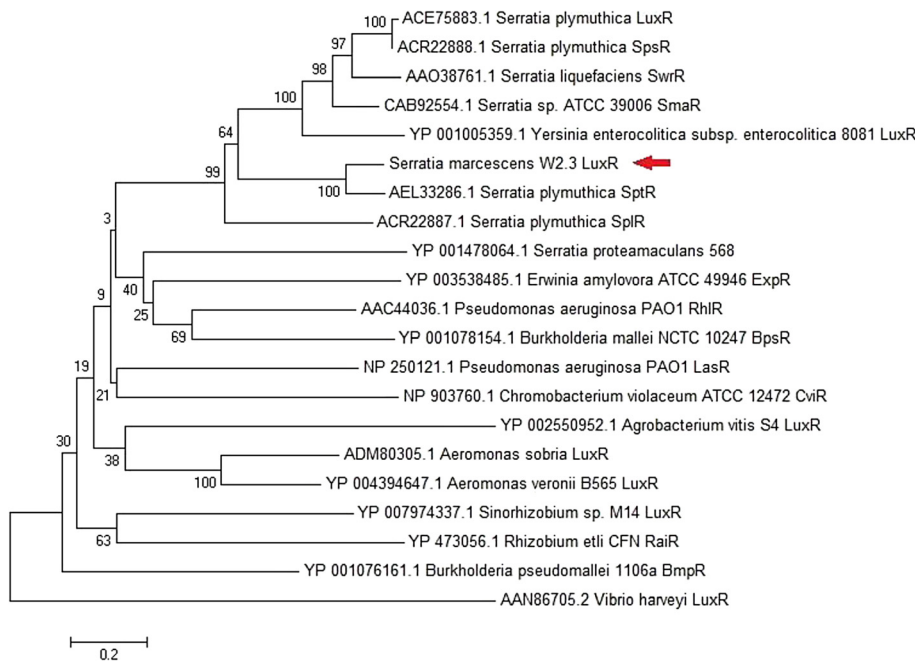 100 ACE75883.1 Serratia plymuthica LuxR
97 ACR22888.1 Serratia plymuthica SpsR
98 AAO38761.1 Serratia liquefaciens SwrR
100 CAB92554.1 Serratia sp. ATCC 39006 SmaR
64 YP 001005359.1 Yersinia enterocolitica subsp. enterocolitica 8081 LuxR
99 Serratia marcescens W2.3 LuxR
100 AEL33286.1 Serratia plymuthica SptR
3 ACR22887.1 Serratia plymuthica SplR
YP 001478064.1 Serratia proteamaculans 568
40 YP 003538485.1 Erwinia amylovora ATCC 49946 ExpR
9 25 AAC44036.1 Pseudomonas aeruginosa PAO1 RhlR
69 YP 001078154.1 Burkholderia mallei NCTC 10247 BpsR
19 NP 250121.1 Pseudomonas aeruginosa PAO1 LasR
21 NP 903760.1 Chromobacterium violaceum ATCC 12472 CviR
YP 002550952.1 Agrobacterium vitis S4 LuxR
30 38 ADM80305.1 Aeromonas sobria LuxR
100 YP 004394647.1 Aeromonas veronii B565 LuxR
YP 007974337.1 Sinorhizobium sp. M14 LuxR
63 YP 473056.1 Rhizobium etli CFN RaiR
YP 001076161.1 Burkholderia pseudomallei 1106a BmpR
AAN86705.2 Vibrio harveyi LuxR
0.2